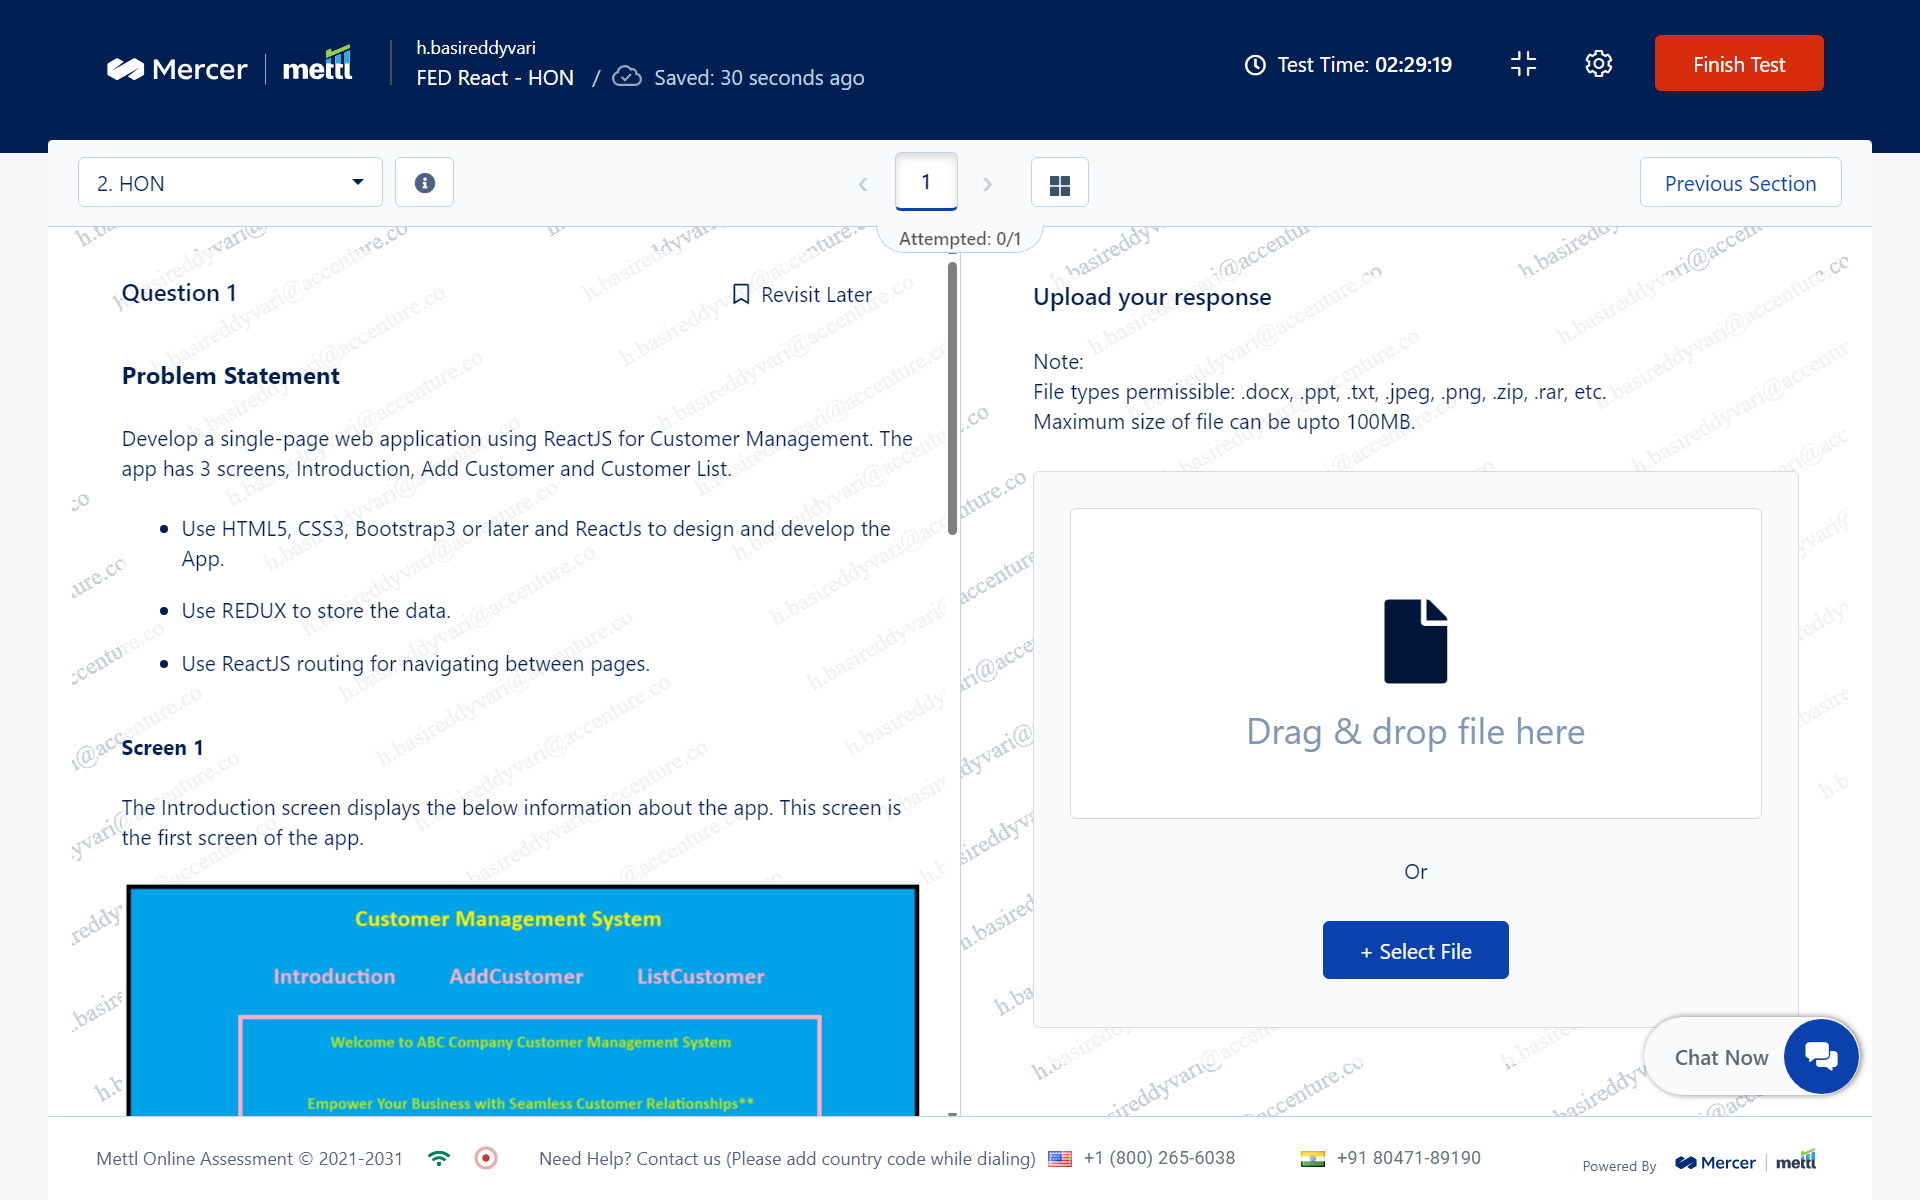 Mercer mettl
h.basireddyvari
FED React - HON / Saved: 30 seconds ago
Test Time: 02:29:19
Finish Test
2. HON
1
Previous Section
Attempted: 0/1
Question 1
Revisit Later
Problem Statement
Develop a single-page web application using ReactJS for Customer Management. The
app has 3 screens, Introduction, Add Customer and Customer List.
• Use HTML5, CSS3, Bootstrap3 or later and ReactJs to design and develop the
App.
• Use REDUX to store the data.
• Use ReactJS routing for navigating between pages.
Screen 1
The Introduction screen displays the below information about the app. This screen is
the first screen of the app.
Customer Management System
Introduction AddCustomer ListCustomer
Welcome to ABC Company Customer Management System
Empower Your Business with Seamless Customer Relationships**
Upload your response
Note:
File types permissible: .docx, .ppt, .txt, .jpeg, .png, .zip, .rar, etc.
Maximum size of file can be upto 100MB.
Drag & drop file here
Or
+ Select File
Chat Now
h.basireddyvari@accenture.co
Mettl Online Assessment © 2021-2031
Need Help? Contact us (Please add country code while dialing) +1 (800) 265-6038 +91 80471-89190
Powered By Mercer mettl